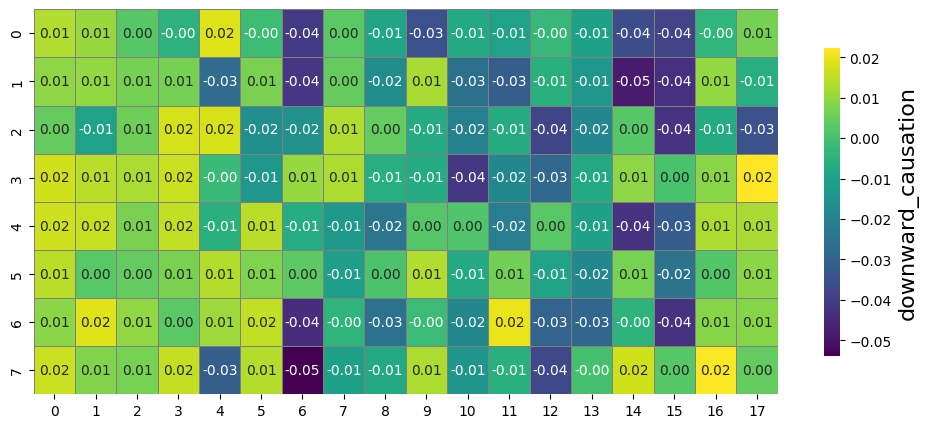 0 0.01 0.01 0.00 -0.00 0.02 -0.00 -0.04 0.00 -0.01 -0.03 -0.01 -0.01 -0.00 -0.01 -0.04 -0.04 -0.00 0.01
1 0.01 0.01 0.01 0.01 -0.03 0.01 -0.04 0.00 -0.02 0.01 -0.03 -0.03 -0.01 -0.01 -0.05 -0.04 0.01 -0.01
2 0.00 -0.01 0.01 0.02 0.02 -0.02 -0.02 0.01 0.00 -0.01 -0.02 -0.01 -0.04 -0.02 0.00 -0.04 -0.01 -0.03
3 0.02 0.01 0.01 0.02 -0.00 -0.01 0.01 0.01 -0.01 -0.01 -0.04 -0.02 -0.03 -0.01 0.01 0.00 0.01 0.02
4 0.02 0.02 0.01 0.02 -0.01 0.01 -0.01 -0.01 -0.02 0.00 0.00 -0.02 0.00 -0.01 -0.04 -0.03 0.01 0.01
5 0.01 0.00 0.00 0.01 0.01 0.01 0.00 -0.01 0.00 0.01 -0.01 0.01 -0.01 -0.02 0.01 -0.02 0.00 0.01
6 0.01 0.02 0.01 0.00 0.01 0.02 -0.04 -0.00 -0.03 -0.00 -0.02 0.02 -0.03 -0.03 -0.00 -0.04 0.01 0.01
7 0.02 0.01 0.01 0.02 -0.03 0.01 -0.05 -0.01 -0.01 0.01 -0.01 -0.01 -0.04 -0.00 0.02 0.00 0.02 0.00
0 1 2 3 4 5 6 7 8 9 10 11 12 13 14 15 16 17
0.02
0.01
0.00
−0.01
−0.02
−0.03
−0.04
−0.05
downward_causation